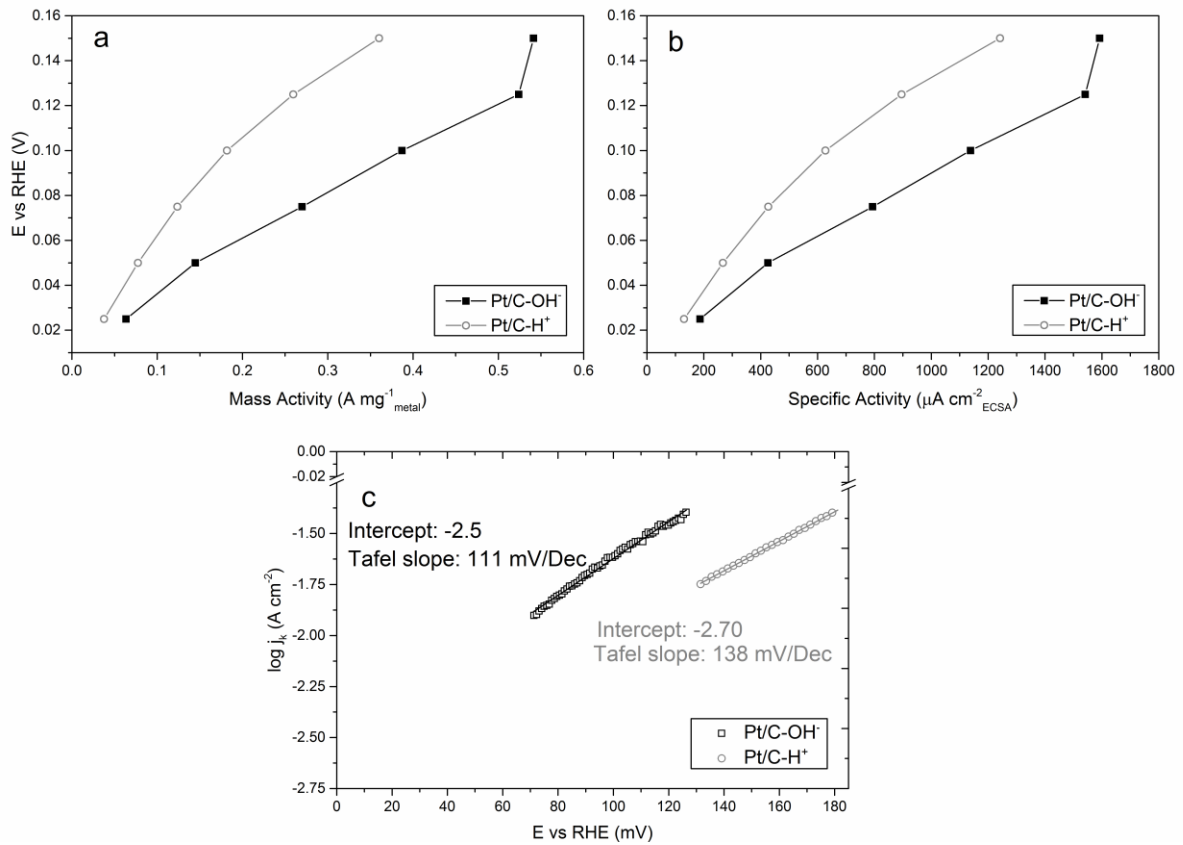 a
0.16
0.14
0.12
0.10
0.08
0.06
0.04
0.02
E vs RHE (V)
0.0 0.1 0.2 0.3 0.4 0.5 0.6
Mass Activity (A mg⁻¹metal)
Pt/C-OH⁻
Pt/C-H⁺
b
0.16
0.14
0.12
0.10
0.08
0.06
0.04
0.02
0 200 400 600 800 1000 1200 1400 1600 1800
Specific Activity (μA cm⁻²ECSA)
Pt/C-OH⁻
Pt/C-H⁺
c
0.00
-0.02
-1.50
-1.75
-2.00
-2.25
-2.50
-2.75
log jk (A cm⁻²)
Intercept: -2.5
Tafel slope: 111 mV/Dec
Intercept: -2.70
Tafel slope: 138 mV/Dec
Pt/C-OH⁻
Pt/C-H⁺
0 20 40 60 80 100 120 140 160 180
E vs RHE (mV)